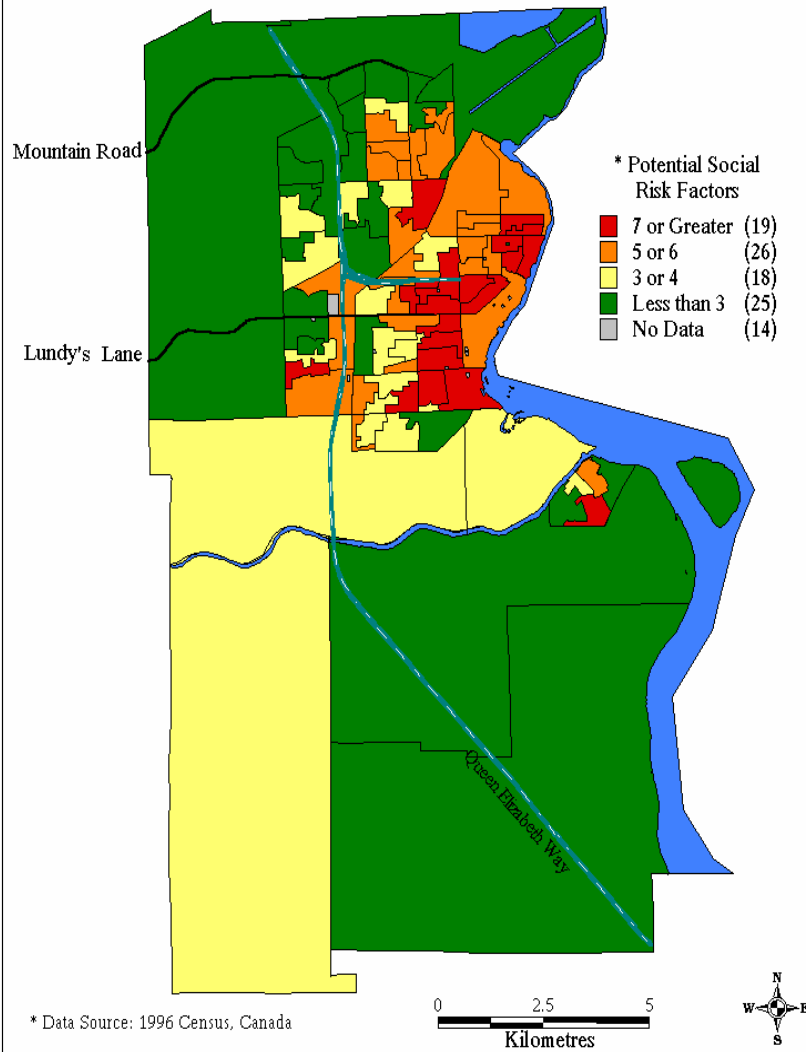 Mountain Road
* Potential Social
Risk Factors
7 or Greater (19)
5 or 6 (26)
3 or 4 (18)
Less than 3 (25)
No Data (14)
Lundy's Lane
Queen Elizabeth Way
* Data Source: 1996 Census, Canada
0 2.5 5
Kilometres
N
W E
S